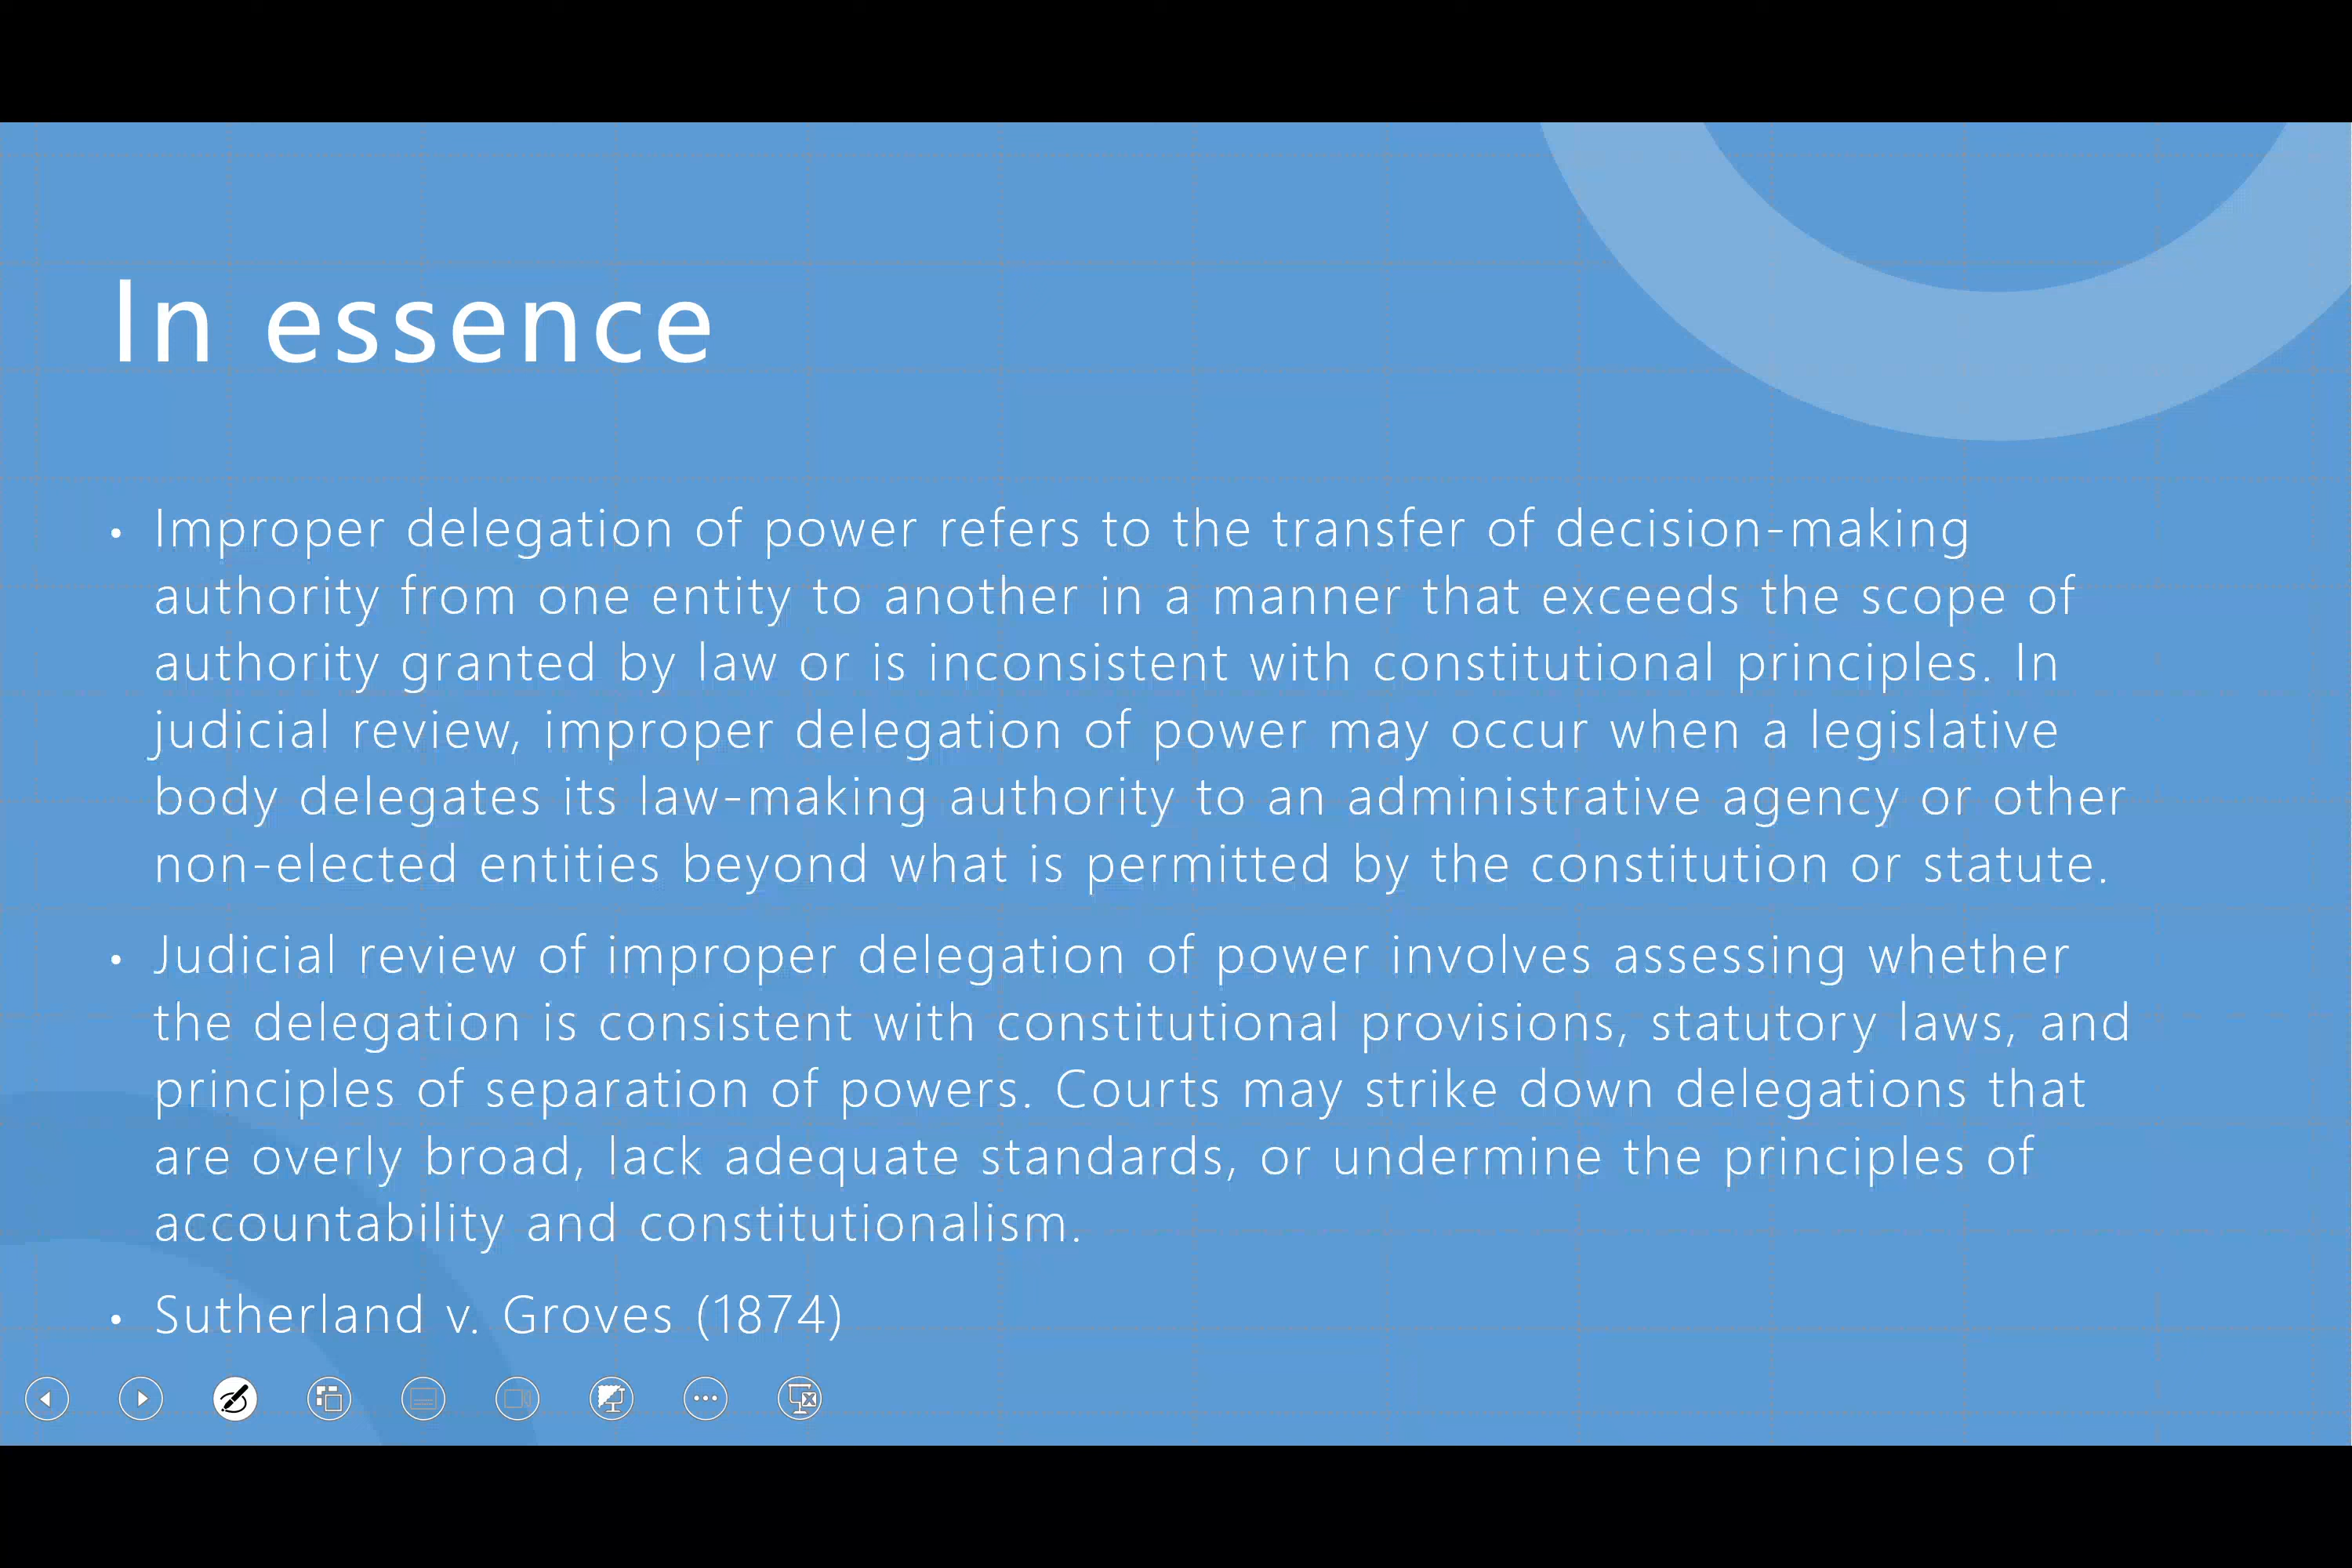 In essence
• Improper delegation of power refers to the transfer of decision-making
authority from one entity to another in a manner that exceeds the scope of
authority granted by law or is inconsistent with constitutional principles. In
judicial review, improper delegation of power may occur when a legislative
body delegates its law-making authority to an administrative agency or other
non-elected entities beyond what is permitted by the constitution or statute.
• Judicial review of improper delegation of power involves assessing whether
the delegation is consistent with constitutional provisions, statutory laws, and
principles of separation of powers. Courts may strike down delegations that
are overly broad, lack adequate standards, or undermine the principles of
accountability and constitutionalism.
• Sutherland v. Groves (1874)